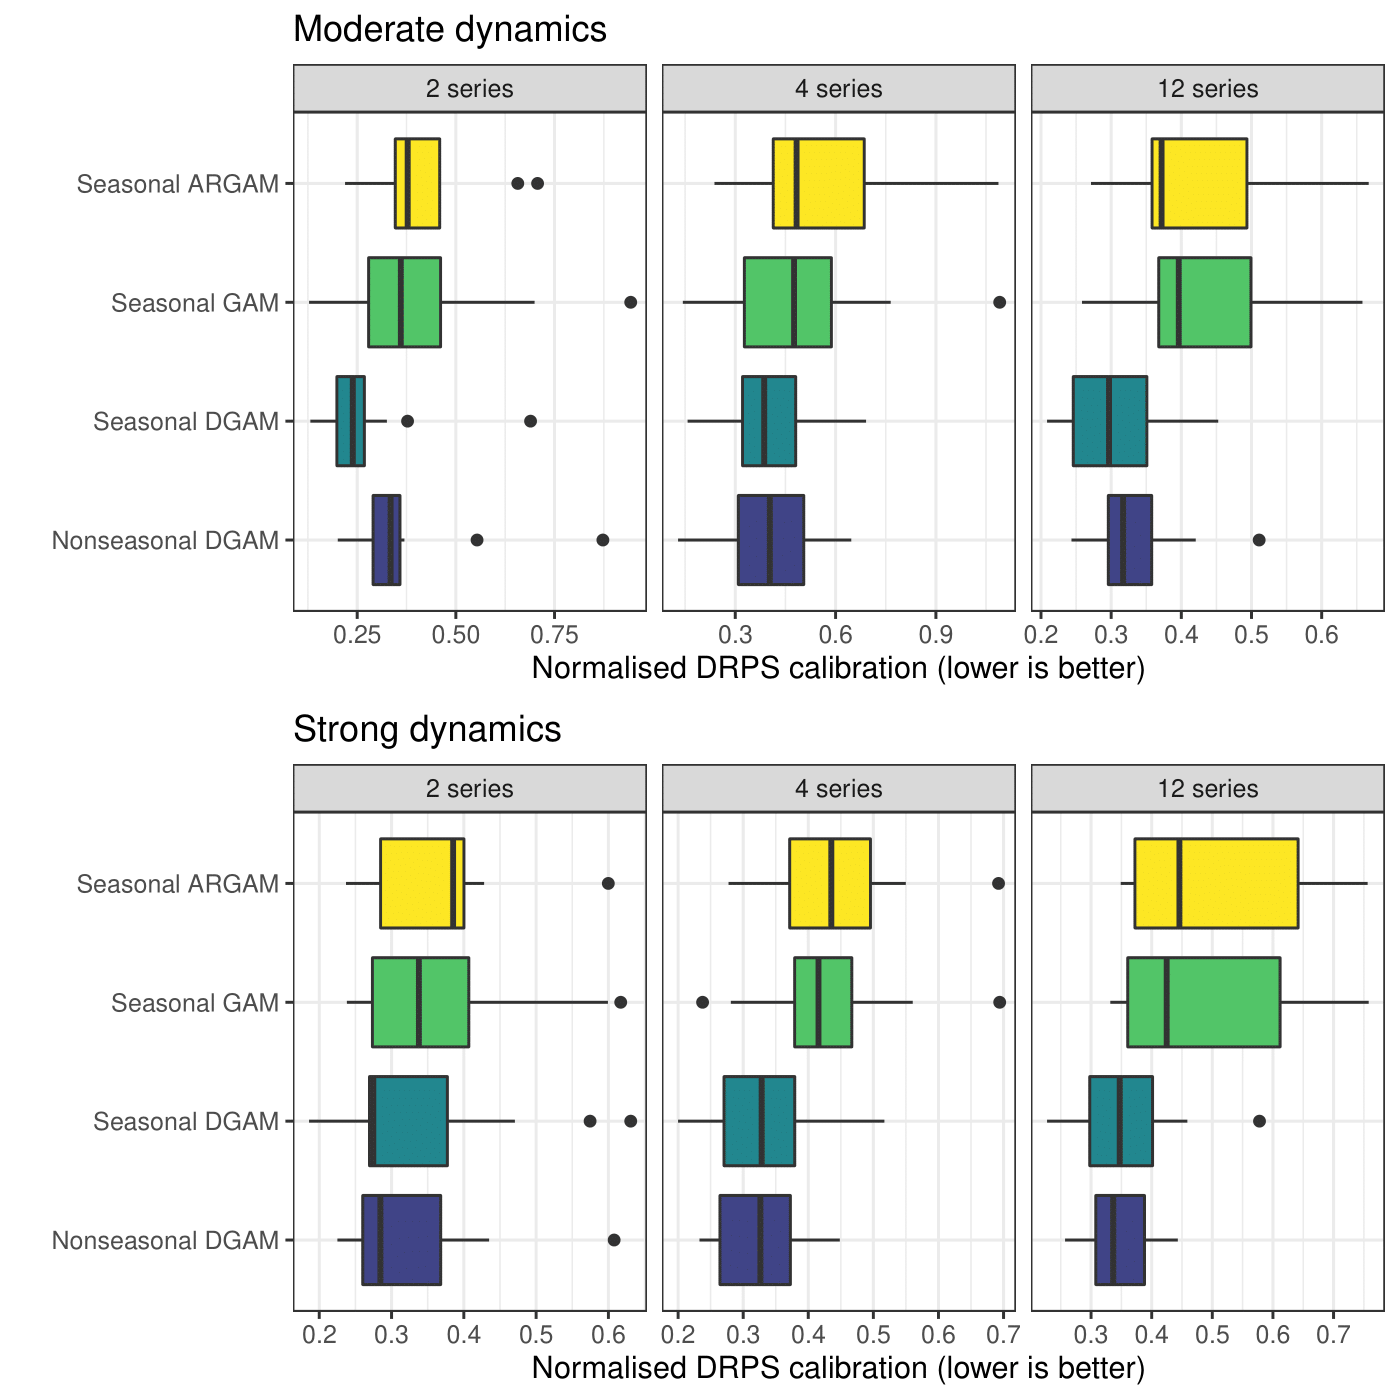 Moderate dynamics
2 series 4 series 12 series
Seasonal ARGAM
Seasonal GAM
Seasonal DGAM
Nonseasonal DGAM
0.25 0.50 0.75 0.3 0.6 0.9 0.2 0.3 0.4 0.5 0.6
Normalised DRPS calibration (lower is better)
Strong dynamics
2 series 4 series 12 series
Seasonal ARGAM
Seasonal GAM
Seasonal DGAM
Nonseasonal DGAM
0.2 0.3 0.4 0.5 0.6 0.2 0.3 0.4 0.5 0.6 0.7 0.3 0.4 0.5 0.6 0.7
Normalised DRPS calibration (lower is better)